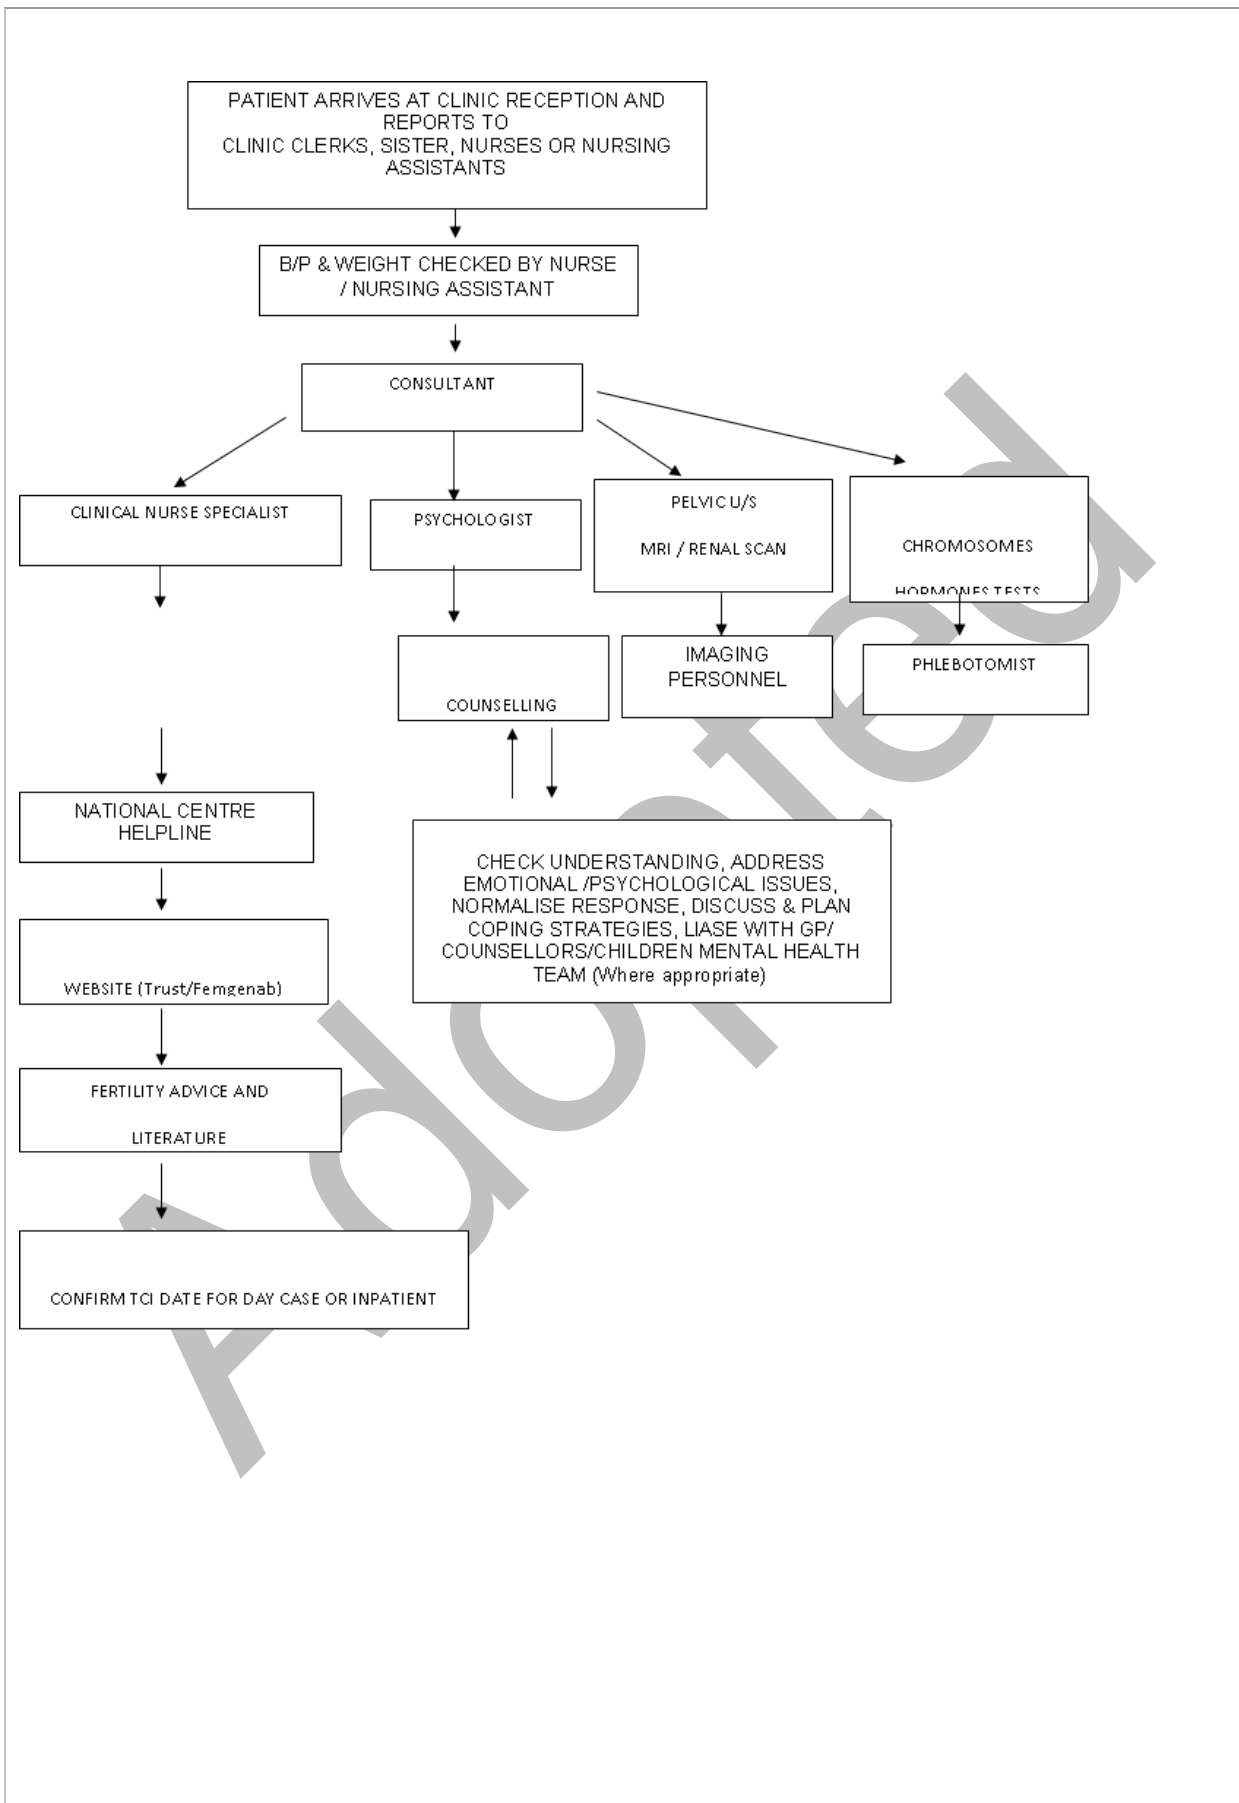 PATIENT ARRIVES AT CLINIC RECEPTION AND
REPORTS TO
CLINIC CLERKS, SISTER, NURSES OR NURSING
ASSISTANTS
B/P & WEIGHT CHECKED BY NURSE
/ NURSING ASSISTANT
CONSULTANT
CLINICAL NURSE SPECIALIST
PSYCHOLOGIST
PELVIC U/S
MRI / RENAL SCAN
CHROMOSOMES
HORMONES TESTS
COUNSELLING
IMAGING
PERSONNEL
PHLEBOTOMIST
NATIONAL CENTRE
HELPLINE
CHECK UNDERSTANDING, ADDRESS
EMOTIONAL /PSYCHOLOGICAL ISSUES,
NORMALISE RESPONSE, DISCUSS & PLAN
COPING STRATEGIES, LIASE WITH GP/
COUNSELLORS/CHILDREN MENTAL HEALTH
TEAM (Where appropriate)
WEBSITE (Trust/Femgenab)
FERTILITY ADVICE AND
LITERATURE
CONFIRM TCI DATE FOR DAY CASE OR INPATIENT
Adopted